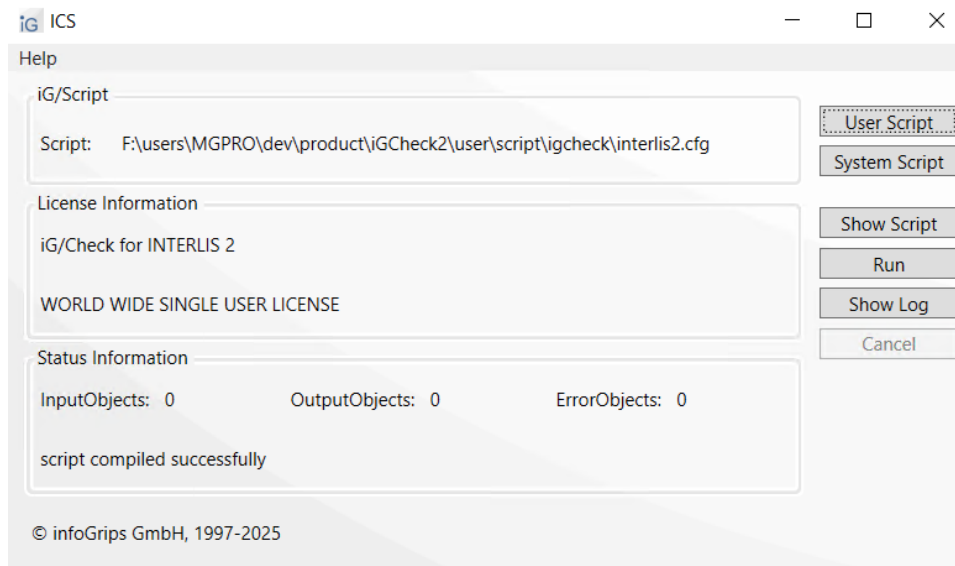 iG ICS
Help
iG/Script
Script: F:\users\MGPRO\dev\product\iGCheck2\user\script\igcheck\interlis2.cfg
User Script
System Script
License Information
iG/Check for INTERLIS 2
WORLD WIDE SINGLE USER LICENSE
Show Script
Run
Show Log
Cancel
Status Information
InputObjects: 0 OutputObjects: 0 ErrorObjects: 0
script compiled successfully
© infoGrips GmbH, 1997-2025